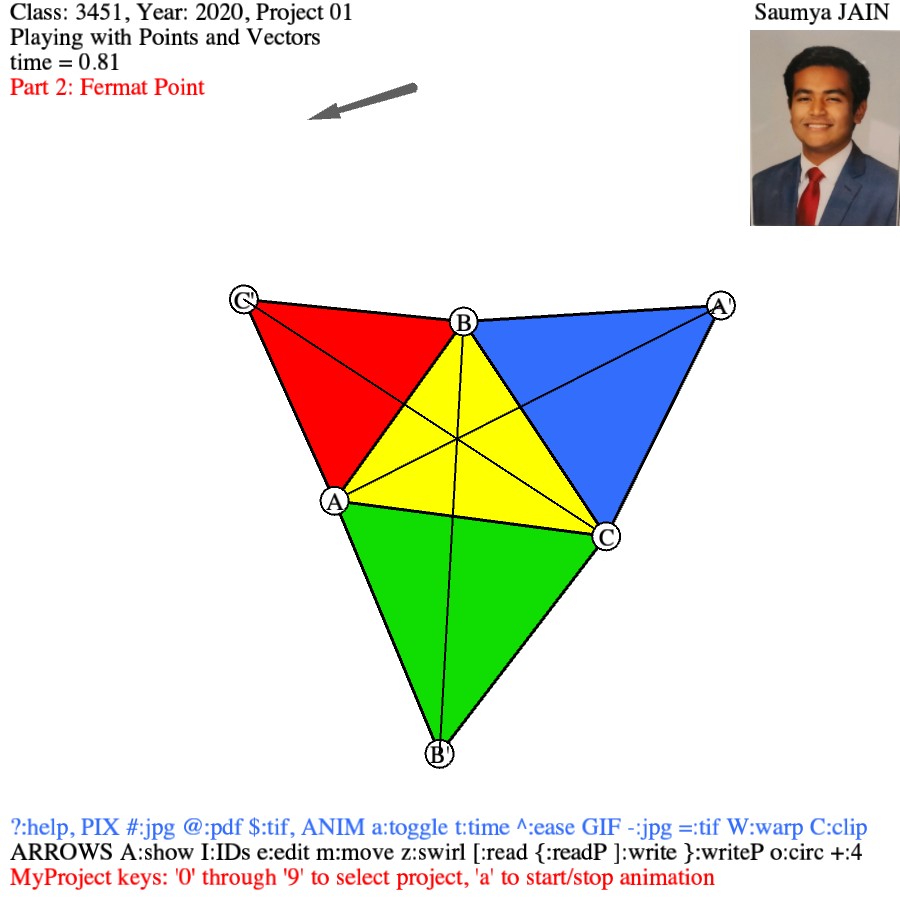 Class: 3451, Year: 2020, Project 01
Saumya JAIN
Playing with Points and Vectors
time = 0.81
Part 2: Fermat Point
C'
B
A'
A
C
B'
?:help, PIX #:jpg @:pdf $:tif, ANIM a:toggle t:time ^:ease GIF -:jpg =:tif W:warp C:clip
ARROWS A:show I:IDs e:edit m:move z:swirl [:read {:readP ]:write }:writeP o:circ +:4
MyProject keys: '0' through '9' to select project, 'a' to start/stop animation